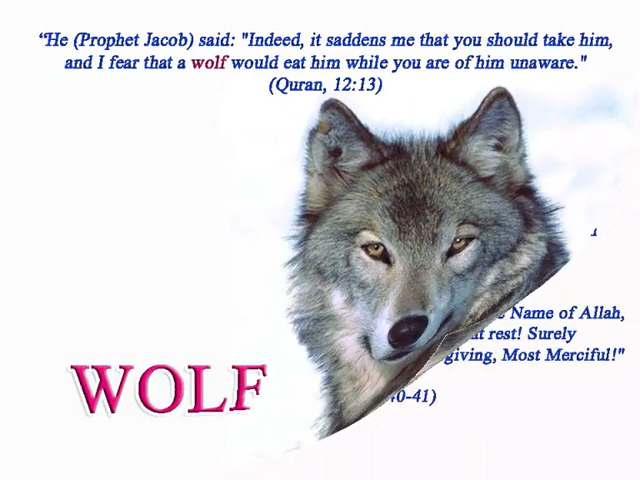 “He (Prophet Jacob) said: "Indeed, it saddens me that you should take him,
and I fear that a wolf would eat him while you are of him unaware."
(Quran, 12:13)
Name of Allah,
rest! Surely
giving, Most Merciful!"
40-41)
WOLF